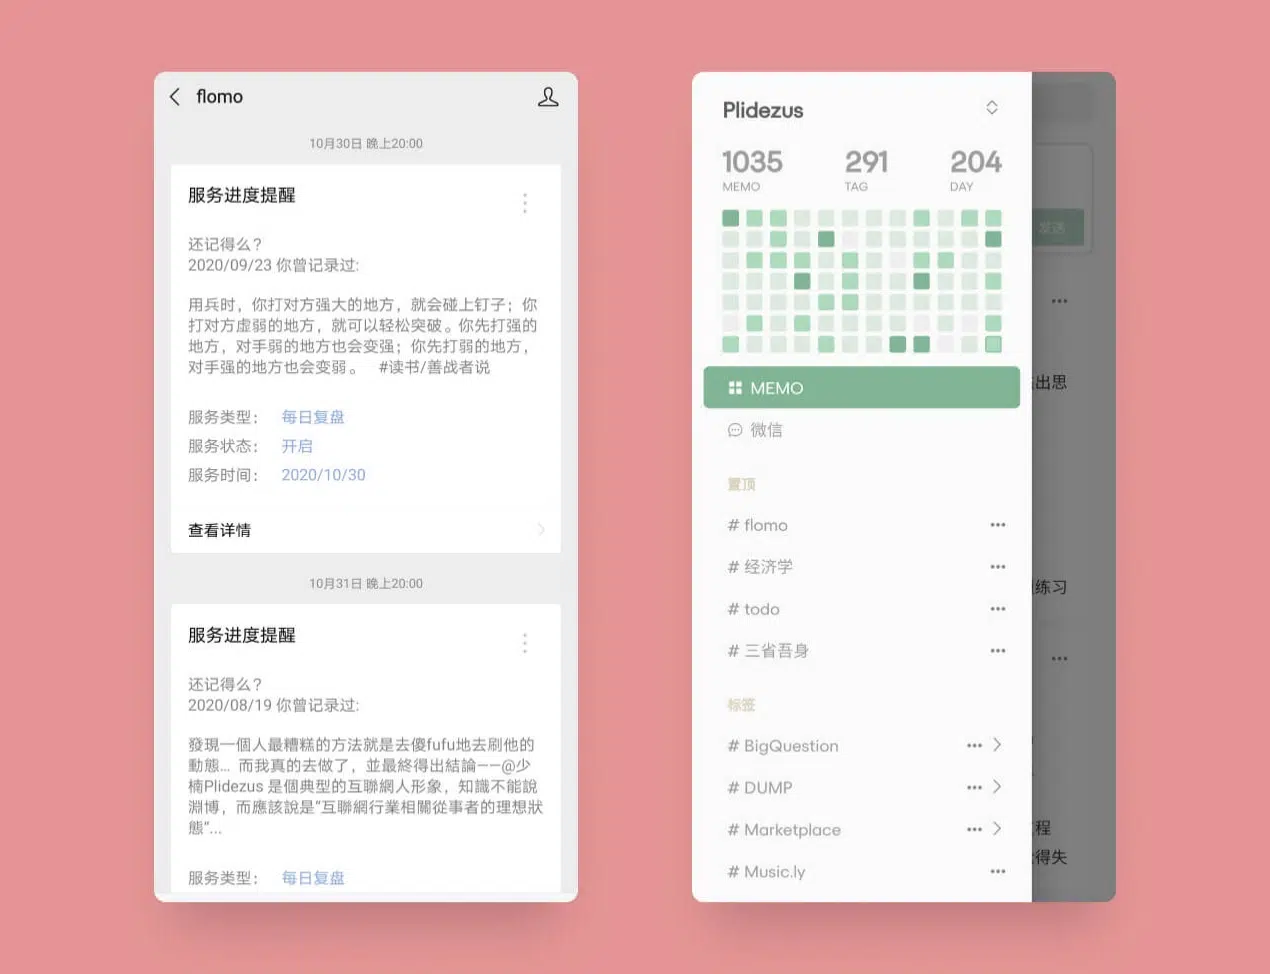 flomo
10月30日 晚上20:00
服务进度提醒
还记得么？
2020/09/23 你曾记录过:
用兵时，你打对方强大的地方，就会碰上钉子；你
打对方虚弱的地方，就可以轻松突破。你先打强的
地方，对手弱的地方也会变强；你先打弱的地方，
对手强的地方也会变弱。 #读书/善战者说
服务类型： 每日复盘
服务状态： 开启
服务时间： 2020/10/30
查看详情
10月31日 晚上20:00
服务进度提醒
还记得么？
2020/08/19 你曾记录过:
發現一個人最糟糕的方法就是去傻fufu地去刷他的
動態... 而我真的去做了，並最終得出結論——@少
楠Plidezus 是個典型的互聯網人形象，知識不能說
淵博，而應該說是“互聯網行業相關從事者的理想狀
態”...
服务类型： 每日复盘
Plidezus
1035 291 204
MEMO TAG DAY
发送
MEMO
微信
置顶
# flomo
出思
# 经济学
# todo
练习
# 三省吾身
标签
# BigQuestion
# DUMP
# Marketplace
程
得失
# Music.ly